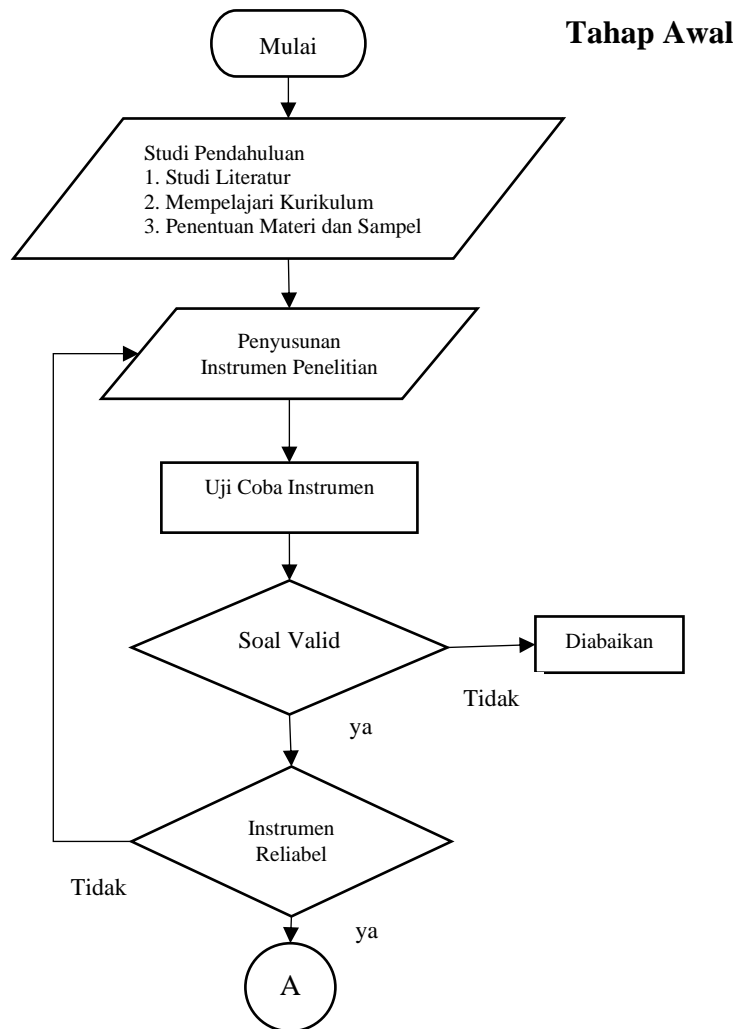 Tahap Awal
Mulai
Studi Pendahuluan
1. Studi Literatur
2. Mempelajari Kurikulum
3. Penentuan Materi dan Sampel
Penyusunan
Instrumen Penelitian
Uji Coba Instrumen
Soal Valid
Diabaikan
Tidak
ya
Instrumen
Reliabel
Tidak
ya
A